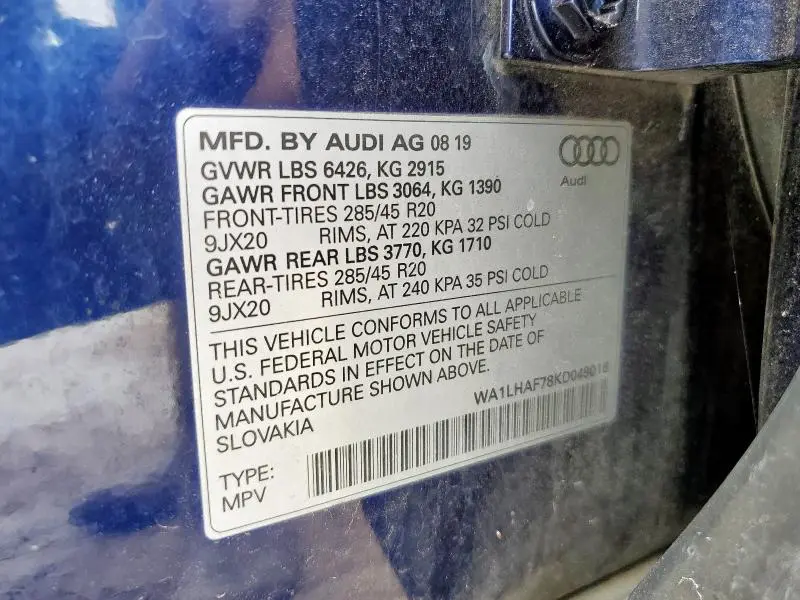 MFD. BY AUDI AG 08 19
GVWR LBS 6426, KG 2915
GAWR FRONT LBS 3064, KG 1390
FRONT-TIRES 285/45 R20
9JX20 RIMS, AT 220 KPA 32 PSI COLD
GAWR REAR LBS 3770, KG 1710
REAR-TIRES 285/45 R20
9JX20 RIMS, AT 240 KPA 35 PSI COLD
Audi
THIS VEHICLE CONFORMS TO ALL APPLICABLE
U.S. FEDERAL MOTOR VEHICLE SAFETY
STANDARDS IN EFFECT ON THE DATE OF
MANUFACTURE SHOWN ABOVE.
SLOVAKIA
WA1LHAF78KD048018
TYPE:
MPV